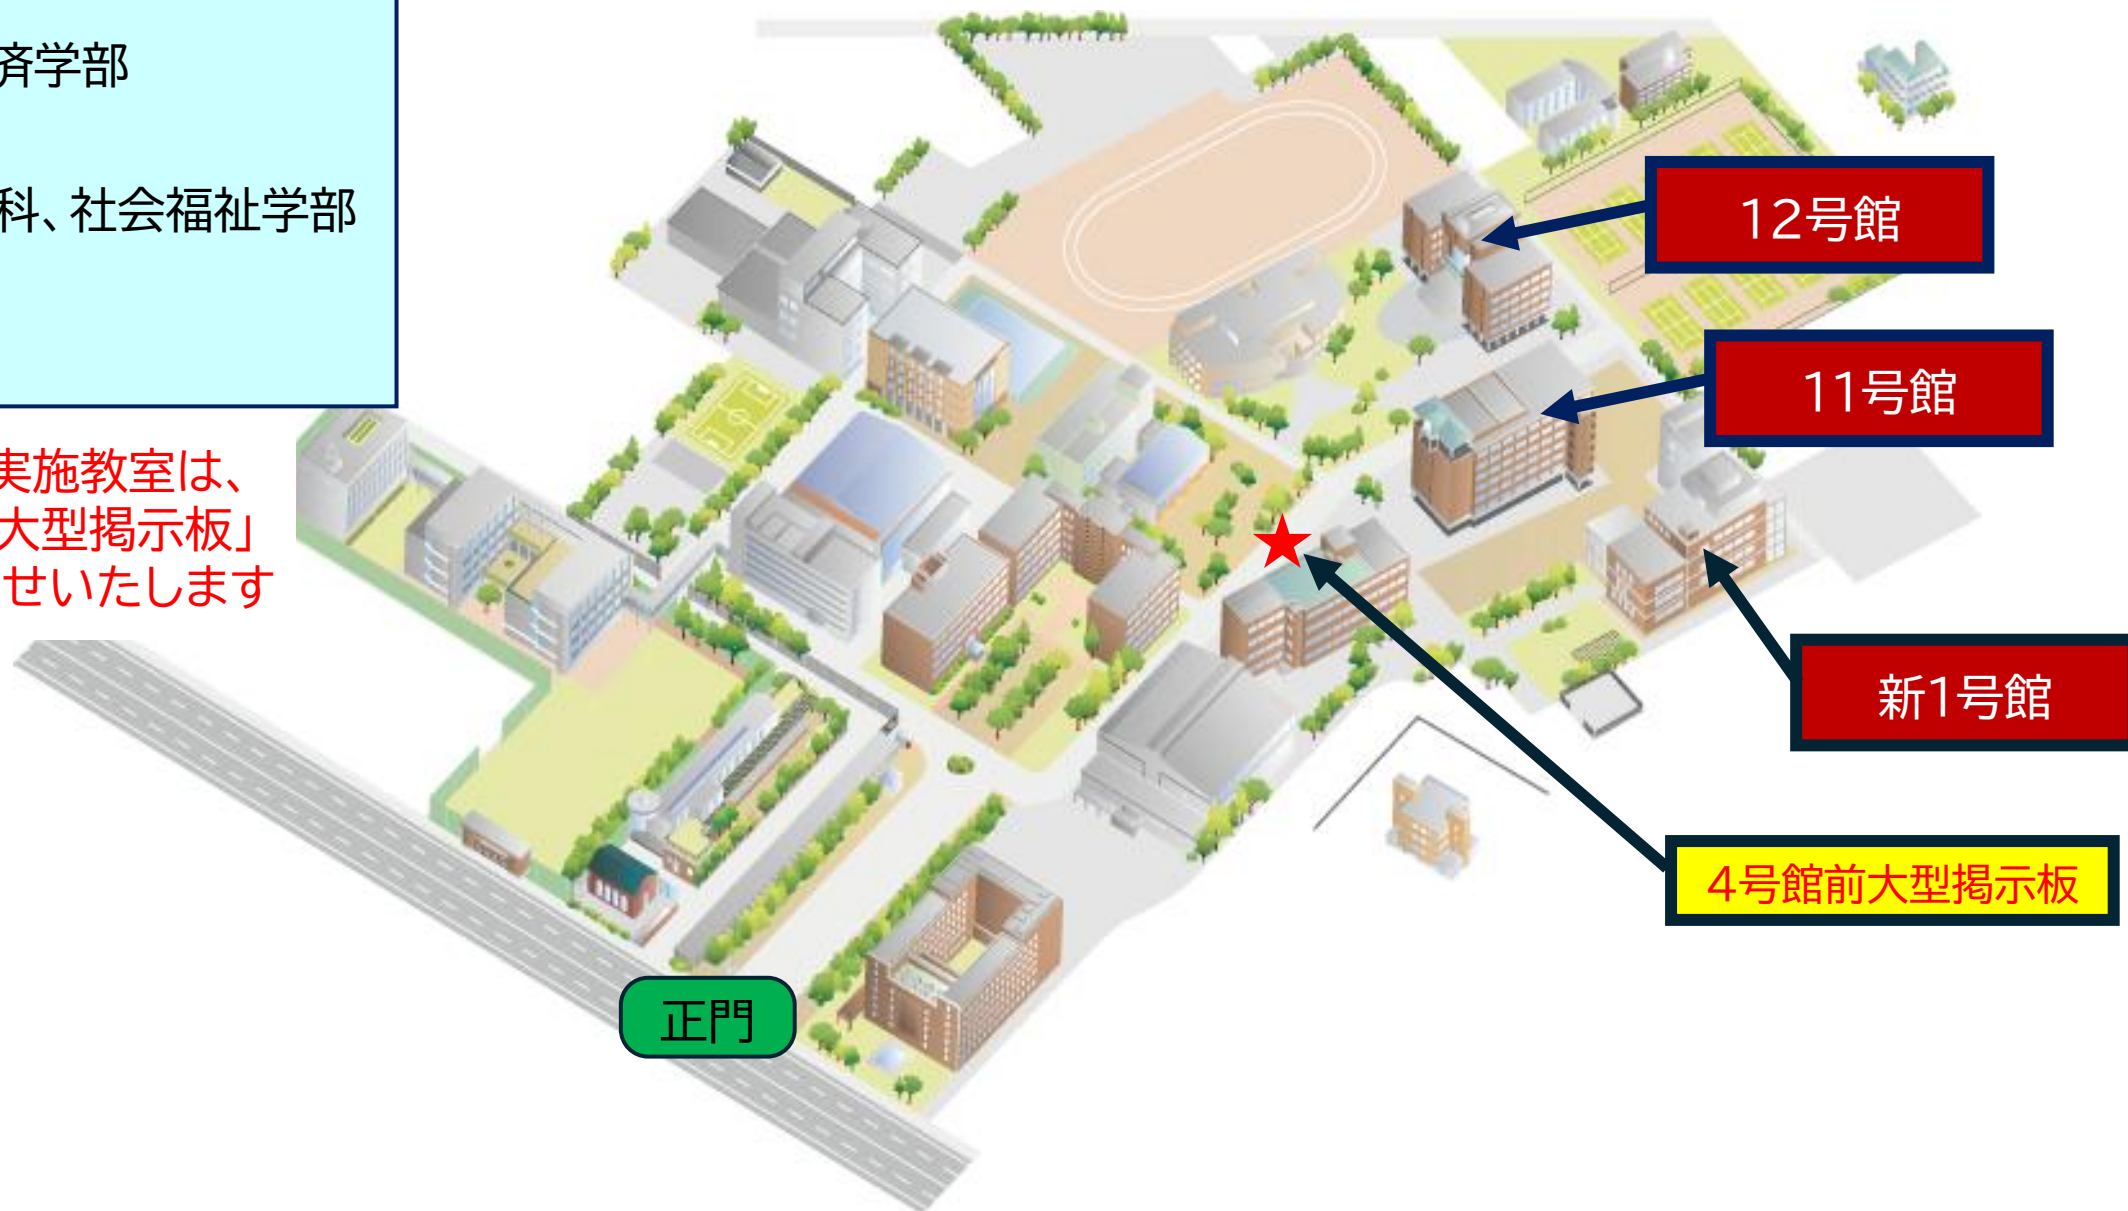 済学部
科、社会福祉学部
実施教室は、
大型掲示板」
せいたします
12号館
11号館
新1号館
4号館前大型掲示板
正門